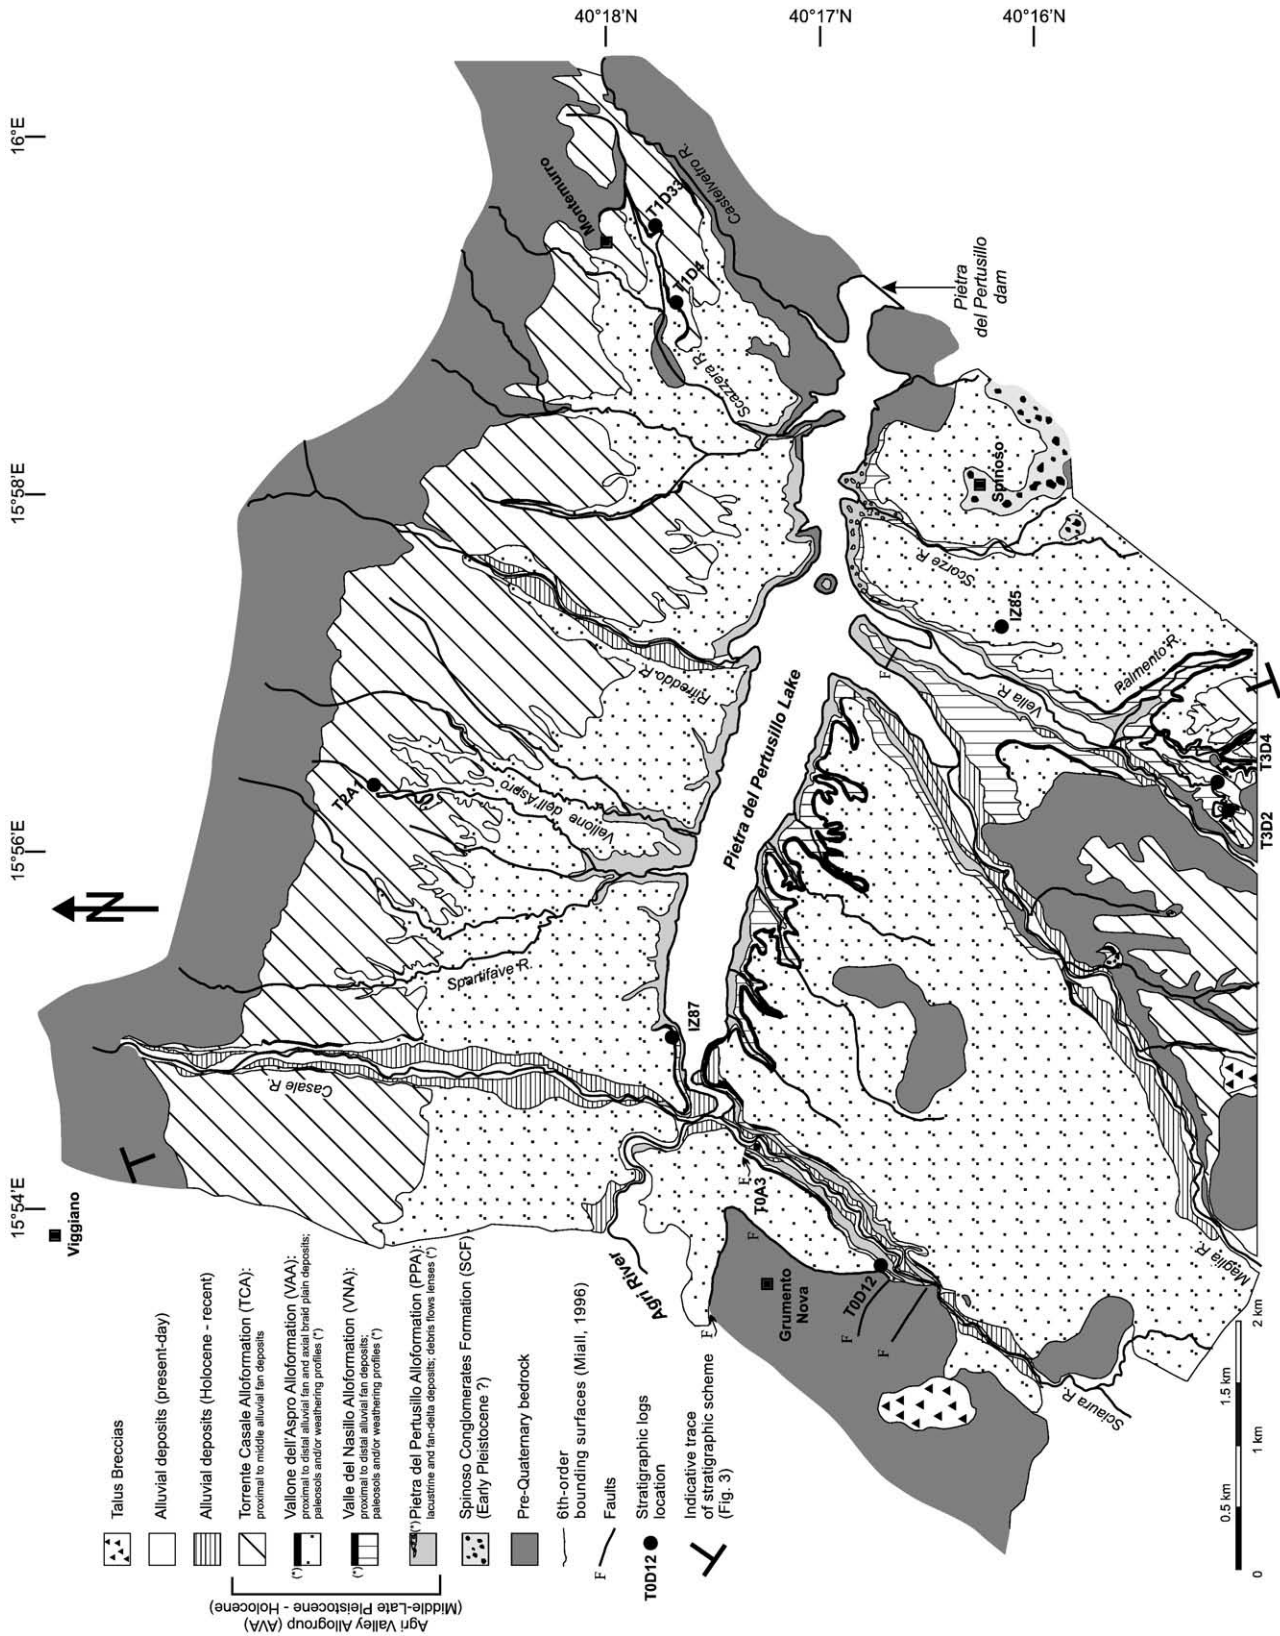 40°18'N
40°17'N
40°16'N
16°E
15°58'E
15°56'E
15°54'E
N
Viggiano
Montemurro
Castelvetro R.
T1D33
T1D4
Scazzera R.
Pietra
del Pertusillo
dam
Spinoso
Scorze R.
IZ85
Rifreddo R.
Vella R.
Palmento R.
F
Pietra del Pertusillo Lake
T2A1
Vallone dell'Aspro
T3D4
T3D2
Spartifave R.
IZ87
Casale R.
F
T0A3
Agri River
F
F
Grumento
Nova
T0D12
F
F
Maglia R.
Sciaura R.
Talus Breccias
Alluvial deposits (present-day)
Alluvial deposits (Holocene - recent)
Agri Valley Allogroup (AVA)
(Middle-Late Pleistocene - Holocene)
Torrente Casale Alloformation (TCA):
proximal to middle alluvial fan deposits
(*)
Vallone dell'Aspro Alloformation (VAA):
proximal to distal alluvial fan and axial braid plain deposits;
paleosols and/or weathering profiles (*)
(*)
Valle del Nasillo Alloformation (VNA):
proximal to distal alluvial fan deposits;
paleosols and/or weathering profiles (*)
(*) Pietra del Pertusillo Alloformation (PPA):
lacustrine and fan-delta deposits; debris flows lenses (*)
Spinoso Conglomerates Formation (SCF)
(Early Pleistocene ?)
Pre-Quaternary bedrock
6th-order
bounding surfaces (Miall, 1996)
F
Faults
T0D12
Stratigraphic logs
location
Indicative trace
of stratigraphic scheme
(Fig. 3)
0
0.5 km
1 km
1.5 km
2 km